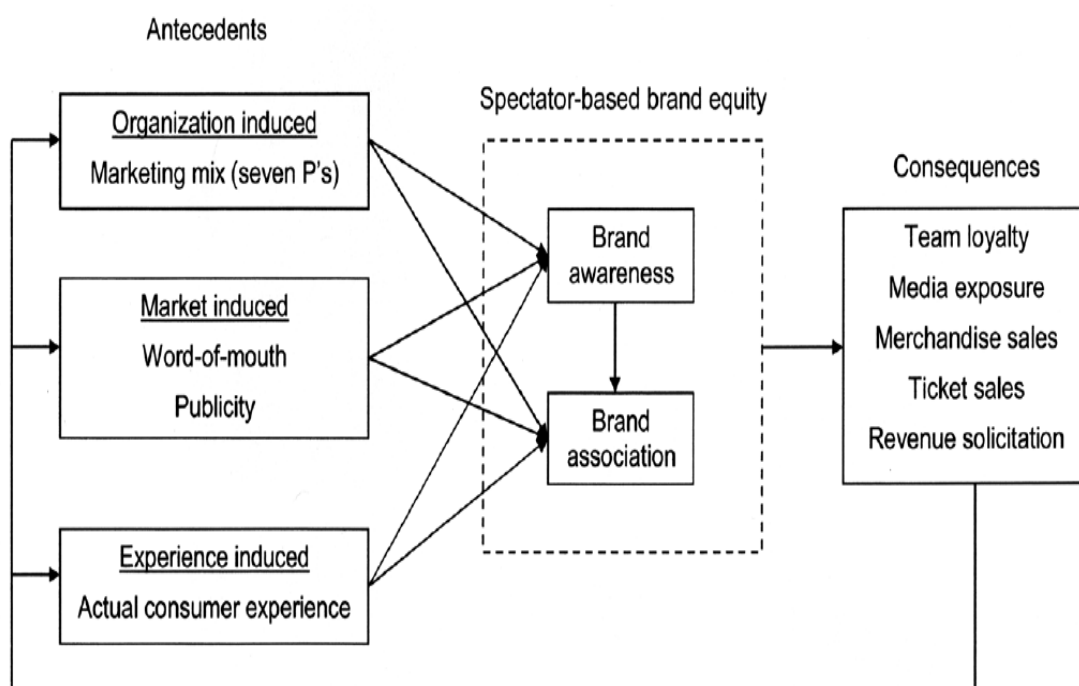 Antecedents
Organization induced
Marketing mix (seven P's)
Market induced
Word-of-mouth
Publicity
Experience induced
Actual consumer experience
Spectator-based brand equity
Brand
awareness
Brand
association
Consequences
Team loyalty
Media exposure
Merchandise sales
Ticket sales
Revenue solicitation